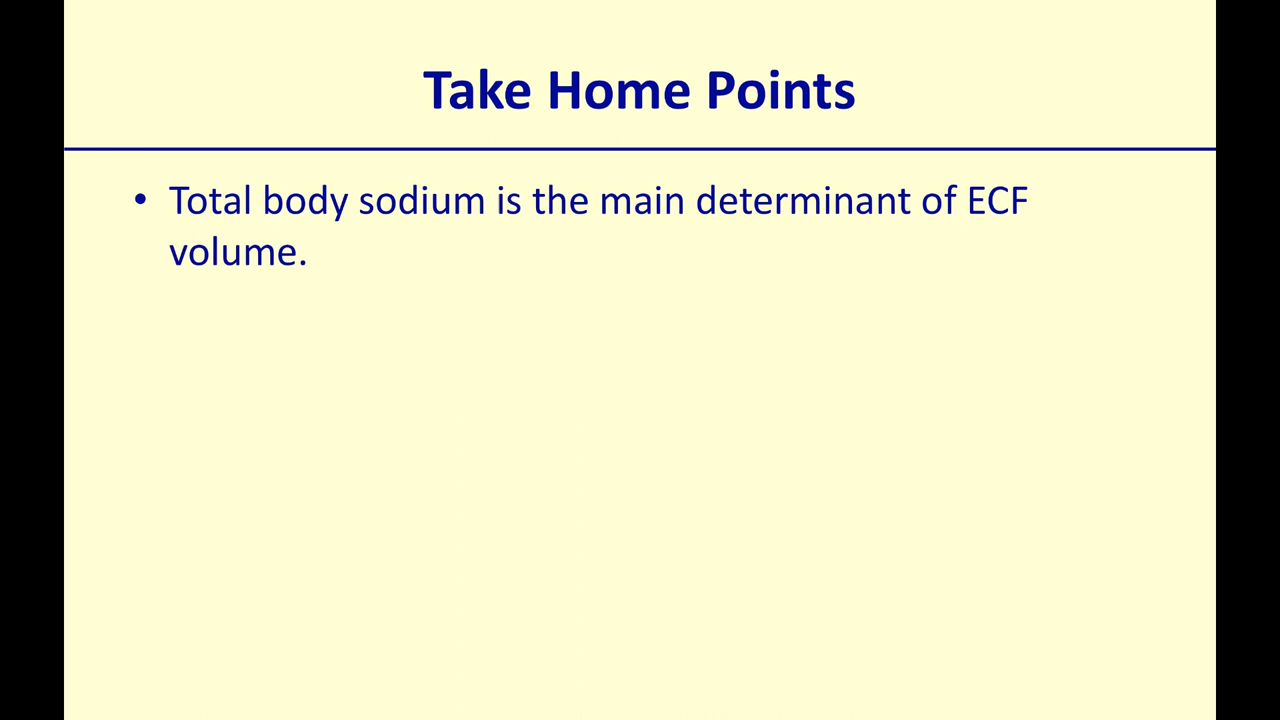 Take Home Points
• Total body sodium is the main determinant of ECF
volume.